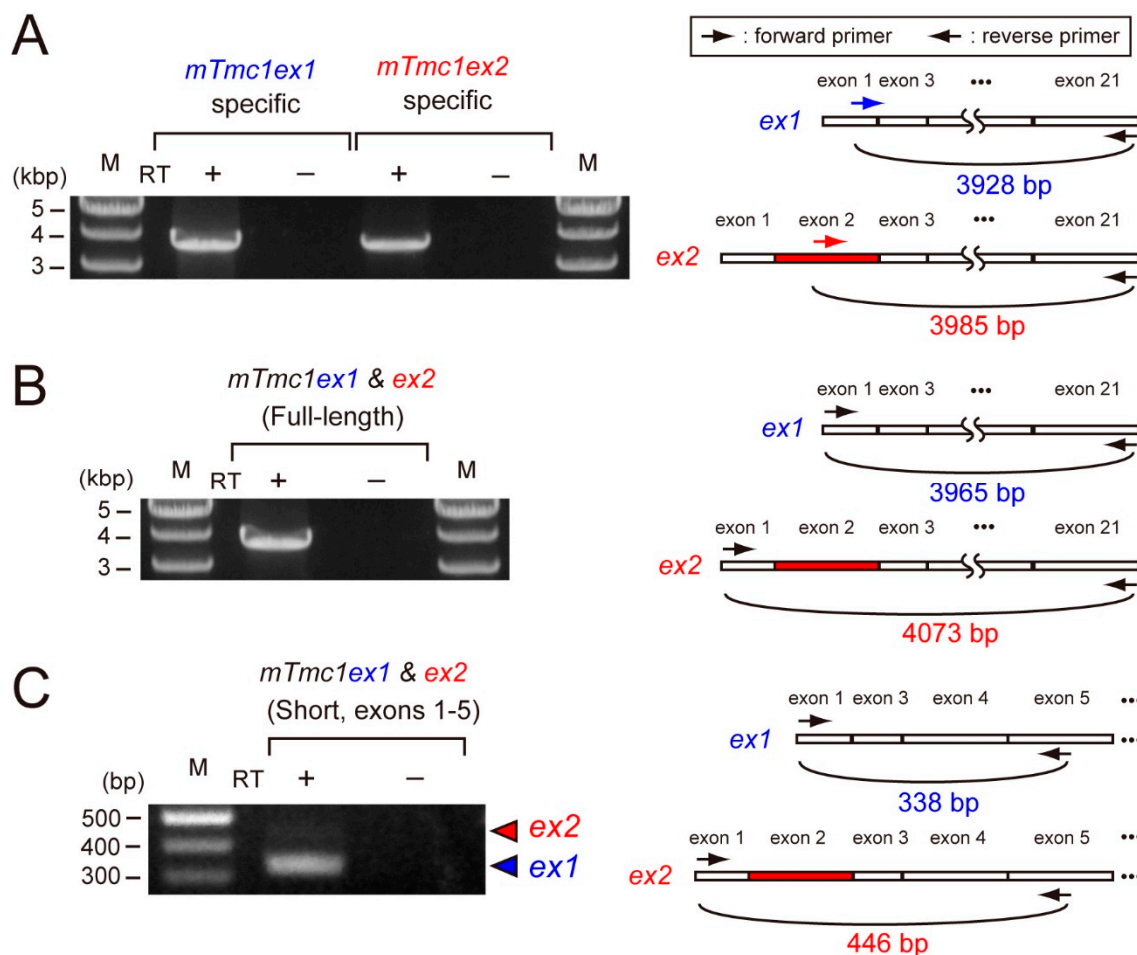 A
mTmc1ex1
specific
mTmc1ex2
specific
(kbp)
M
RT
+
–
+
–
M
5
4
3
: forward primer
: reverse primer
exon 1
exon 3
•••
exon 21
ex1
3928 bp
exon 1
exon 2
exon 3
•••
exon 21
ex2
3985 bp
B
mTmc1ex1 & ex2
(Full-length)
(kbp)
M
RT
+
–
M
5
4
3
exon 1
exon 3
•••
exon 21
ex1
3965 bp
exon 1
exon 2
exon 3
•••
exon 21
ex2
4073 bp
C
mTmc1ex1 & ex2
(Short, exons 1-5)
(bp)
M
RT
+
–
500
400
300
ex2
ex1
exon 1
exon 3
exon 4
exon 5
•••
ex1
•••
338 bp
exon 1
exon 2
exon 3
exon 4
exon 5
•••
ex2
•••
446 bp